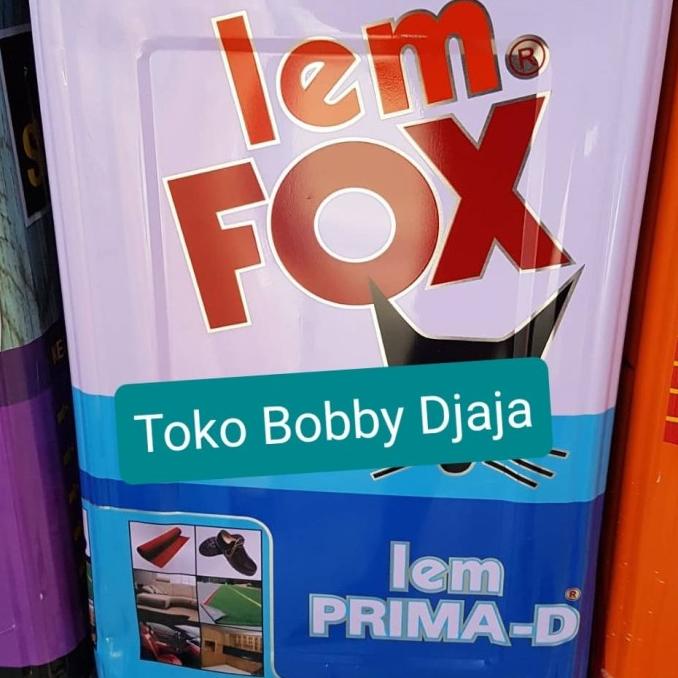 lem®
FOX
Toko Bobby Djaja
lem
PRIMA-D®